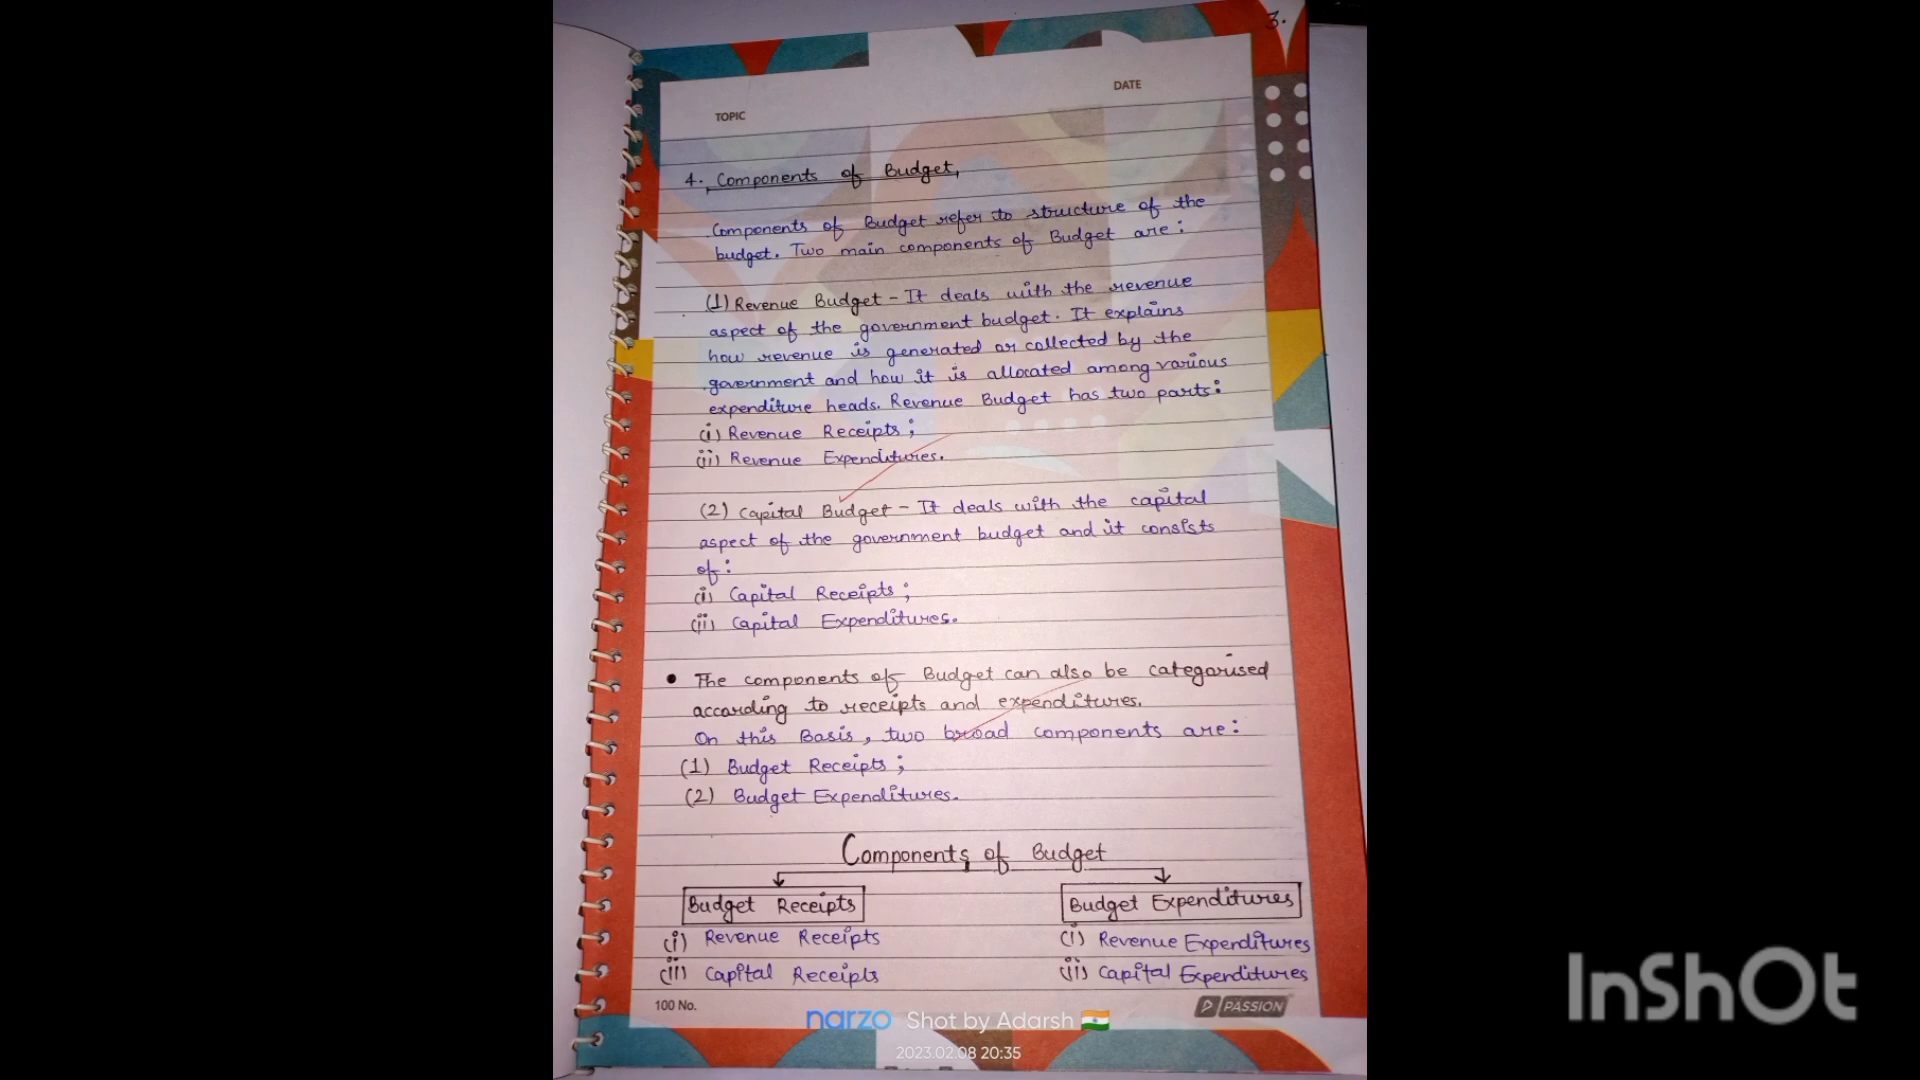 3.
DATE
TOPIC
4. Components of Budget,
Components of Budget refer to structure of the
budget. Two main components of Budget are:
(1) Revenue Budget - It deals with the revenue
aspect of the government budget. It explains
how revenue is generated or collected by the
government and how it is allocated among various
expenditure heads. Revenue Budget has two parts:
(i) Revenue Receipts;
(ii) Revenue Expenditures.
(2) Capital Budget - It deals with the capital
aspect of the government budget and it consists
of:
(i) Capital Receipts;
(ii) Capital Expenditures.
• The components of Budget can also be categorised
according to receipts and expenditures.
On this Basis, two broad components are:
(1) Budget Receipts;
(2) Budget Expenditures.
Components of Budget
Budget Receipts
Budget Expenditures
(i) Revenue Receipts
(i) Revenue Expenditures
(ii) Capital Receipts
(ii) Capital Expenditures
100 No.
PASSION
narzo Shot by Adarsh 🇮🇳
2023.02.08 20:35
InShOt